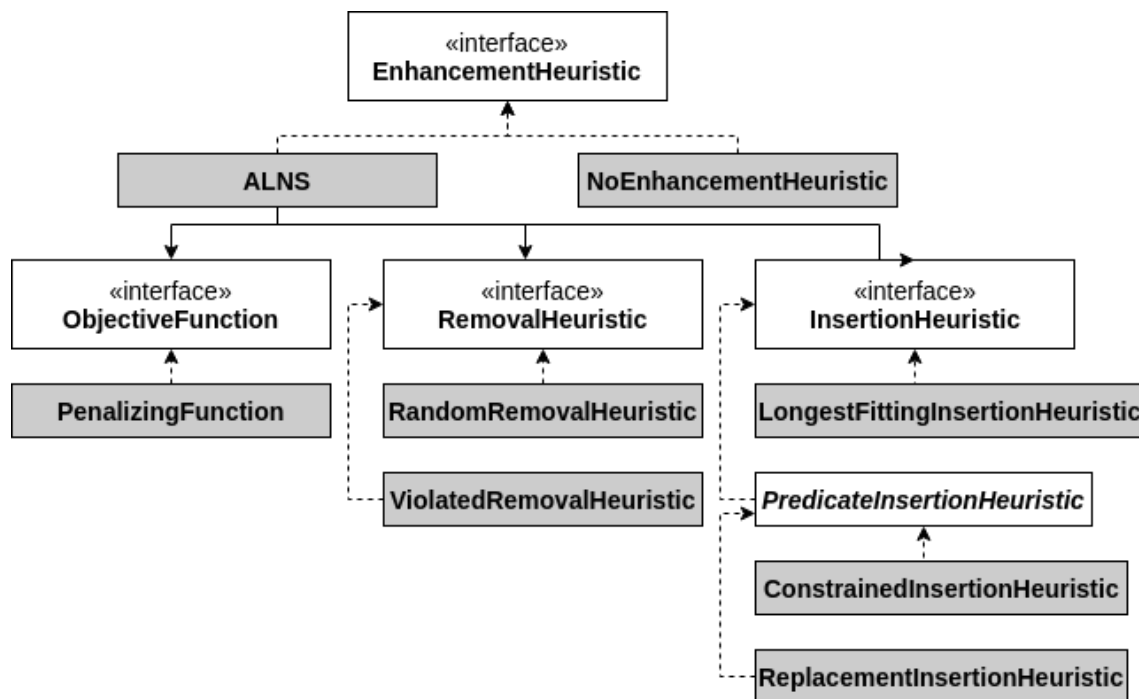 «interface»
EnhancementHeuristic
ALNS
NoEnhancementHeuristic
«interface»
ObjectiveFunction
«interface»
RemovalHeuristic
«interface»
InsertionHeuristic
PenalizingFunction
RandomRemovalHeuristic
LongestFittingInsertionHeuristic
ViolatedRemovalHeuristic
PredicateInsertionHeuristic
ConstrainedInsertionHeuristic
ReplacementInsertionHeuristic